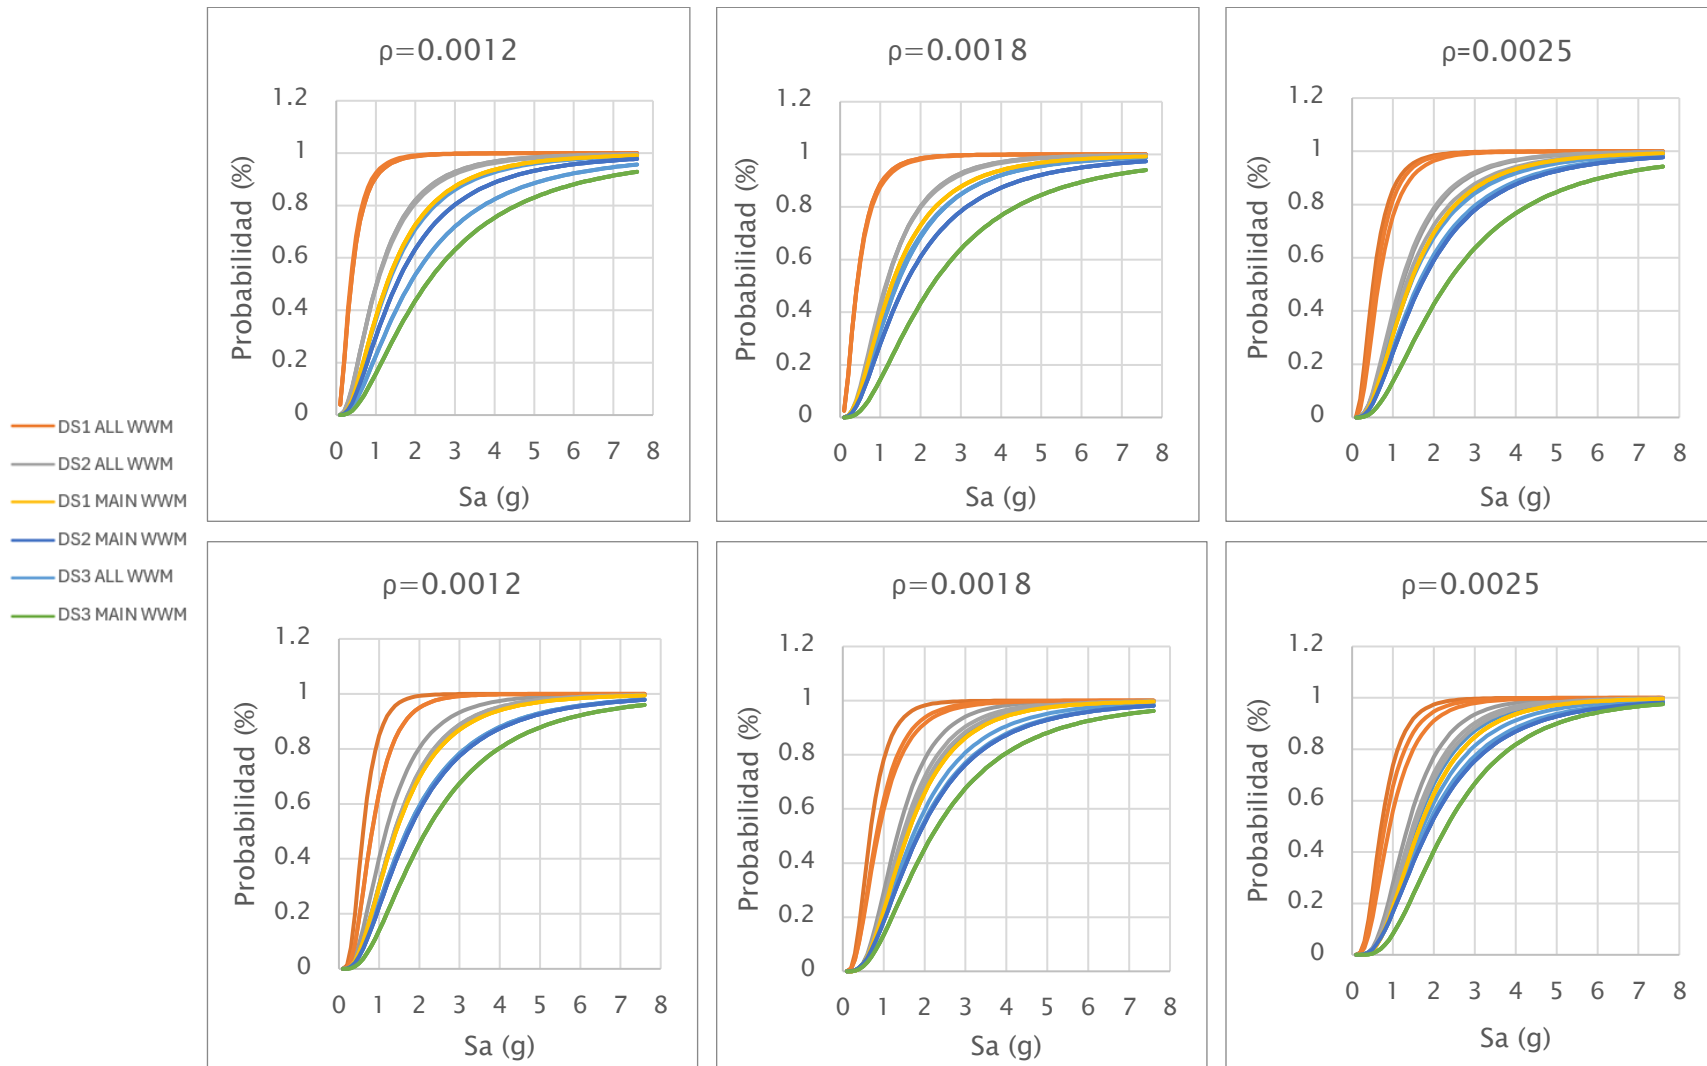 DS1 ALL WWM
DS2 ALL WWM
DS1 MAIN WWM
DS2 MAIN WWM
DS3 ALL WWM
DS3 MAIN WWM
ρ=0.0012
Probabilidad (%)
1.2
1
0.8
0.6
0.4
0.2
0
0 1 2 3 4 5 6 7 8
Sa (g)
ρ=0.0018
Probabilidad (%)
1.2
1
0.8
0.6
0.4
0.2
0
0 1 2 3 4 5 6 7 8
Sa (g)
ρ=0.0025
Probabilidad (%)
1.2
1
0.8
0.6
0.4
0.2
0
0 1 2 3 4 5 6 7 8
Sa (g)
ρ=0.0012
Probabilidad (%)
1.2
1
0.8
0.6
0.4
0.2
0
0 1 2 3 4 5 6 7 8
Sa (g)
ρ=0.0018
Probabilidad (%)
1.2
1
0.8
0.6
0.4
0.2
0
0 1 2 3 4 5 6 7 8
Sa (g)
ρ=0.0025
Probabilidad (%)
1.2
1
0.8
0.6
0.4
0.2
0
0 1 2 3 4 5 6 7 8
Sa (g)